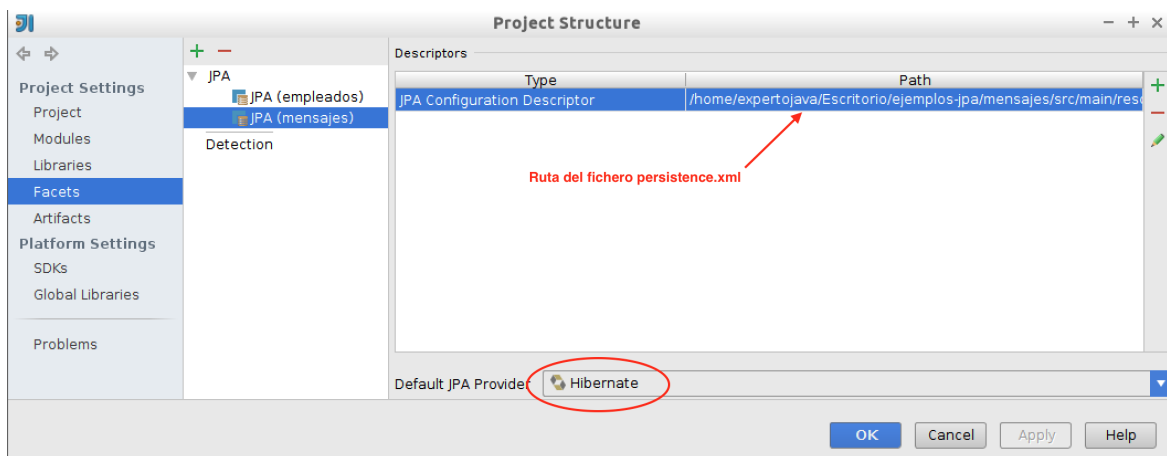 Project Structure
Project Settings
Project
Modules
Libraries
Facets
Artifacts
Platform Settings
SDKs
Global Libraries
Problems
JPA
JPA (empleados)
JPA (mensajes)
Detection
Descriptors
Type Path
JPA Configuration Descriptor /home/expertojava/Escritorio/ejemplos-jpa/mensajes/src/main/res
Ruta del fichero persistence.xml
Default JPA Provider Hibernate
OK Cancel Apply Help